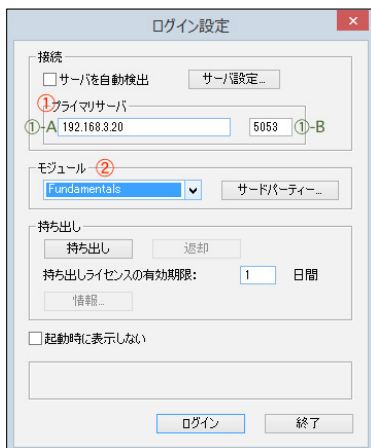 ログイン設定
接続
サーバを自動検出 サーバ設定...
①プライマリサーバ
①-A 192.168.3.20 5053 ①-B
モジュール ②
Fundamentals サードパーティー...
持ち出し
持ち出し 返却
持ち出しライセンスの有効期限: 1 日間
情報...
起動時に表示しない
ログイン 終了